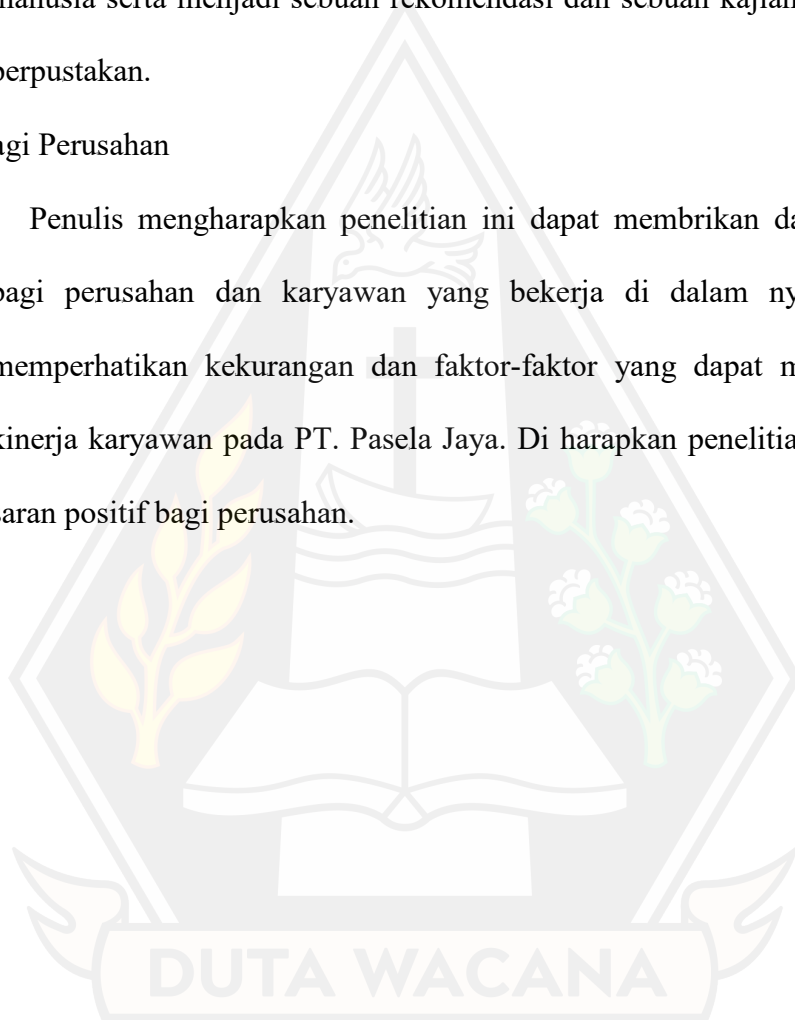 manusia serta menjadi sebuah rekomendasi dan sebuah kajian
perpustakan.
agi Perusahan
Penulis mengharapkan penelitian ini dapat membrikan da
bagi perusahan dan karyawan yang bekerja di dalam ny
memperhatikan kekurangan dan faktor-faktor yang dapat m
kinerja karyawan pada PT. Pasela Jaya. Di harapkan penelitia
saran positif bagi perusahan.
DUTA WACANA